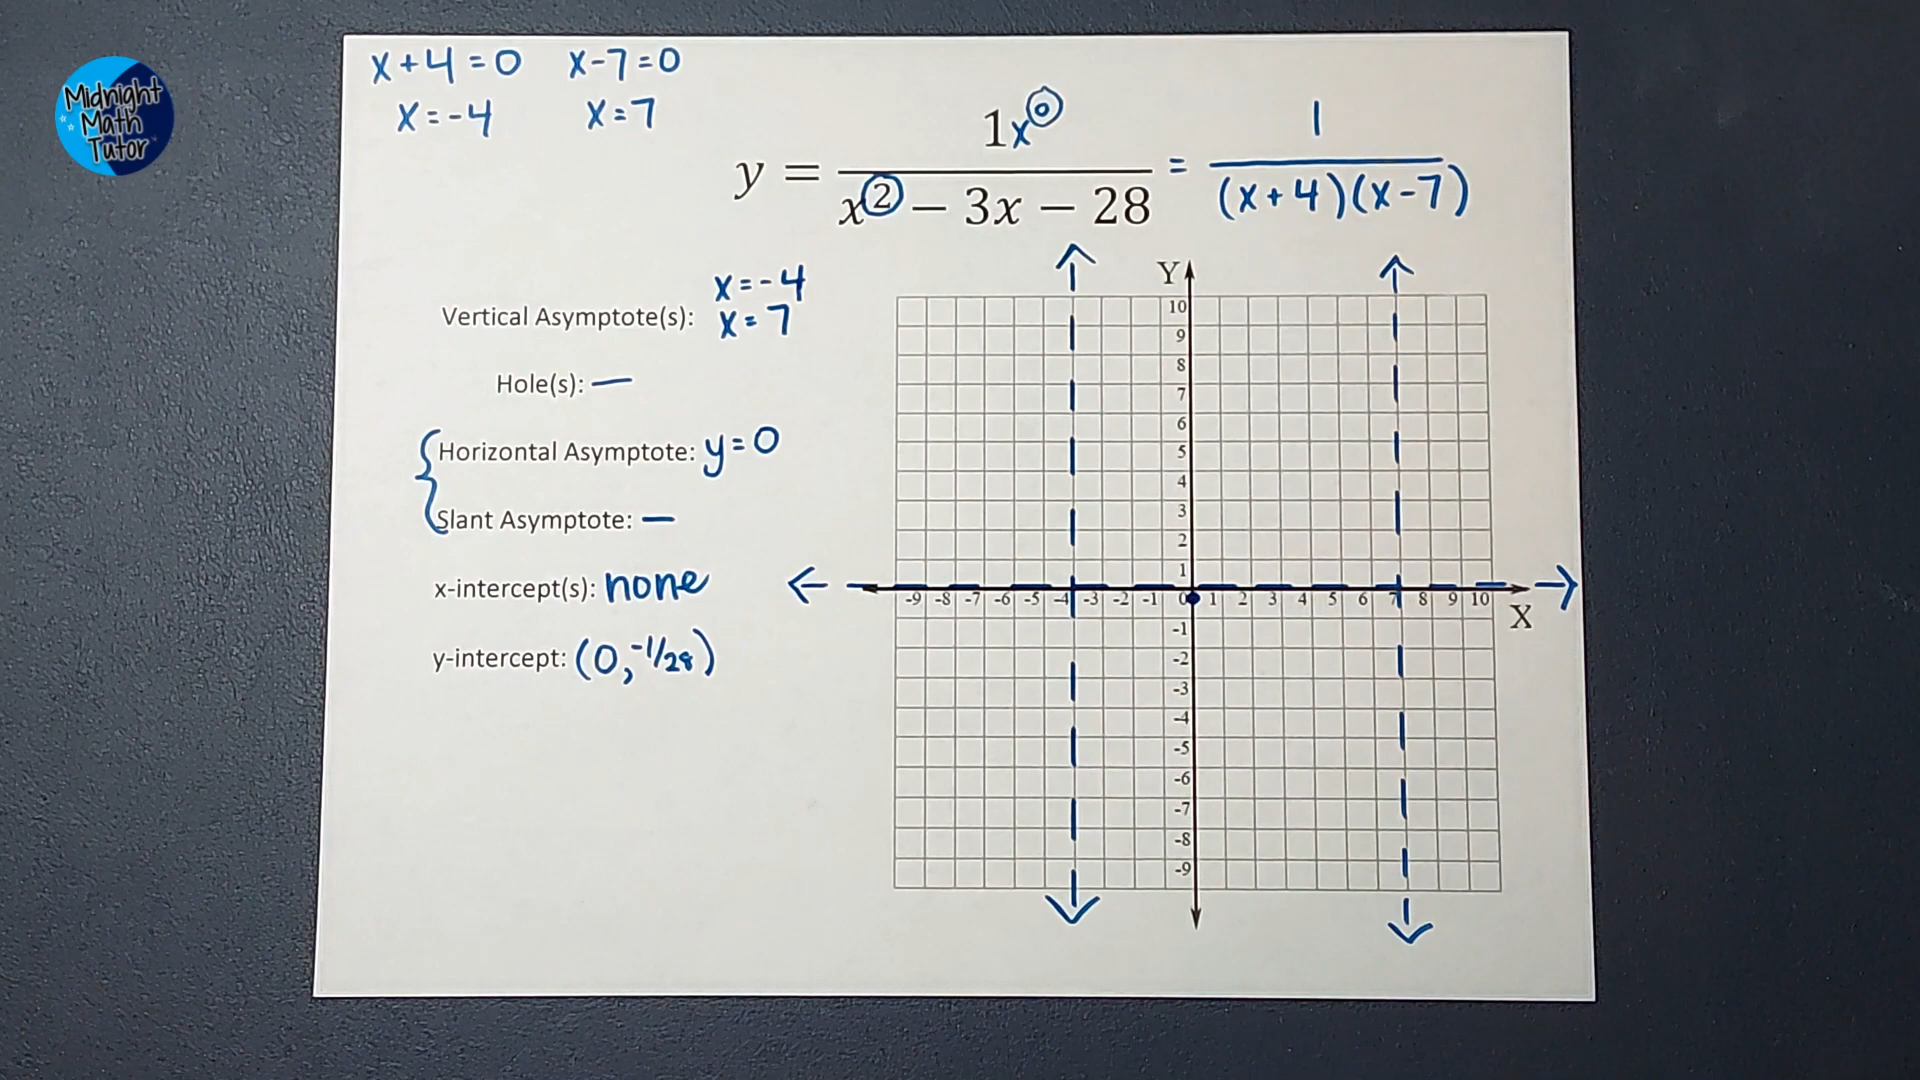 Midnight
Math
Tutor
x+4=0 x-7=0
x=-4 x=7
y = 1x^0 / x^2 − 3x − 28 = 1 / (x+4)(x-7)
Vertical Asymptote(s): x=-4
x=7
Hole(s): —
Horizontal Asymptote: y=0
Slant Asymptote: —
x-intercept(s): none
y-intercept: (0,-1/28)
Y
10
9
8
7
6
5
4
3
2
1
-9 -8 -7 -6 -5 -4 -3 -2 -1 0 1 2 3 4 5 6 7 8 9 10
X
-1
-2
-3
-4
-5
-6
-7
-8
-9